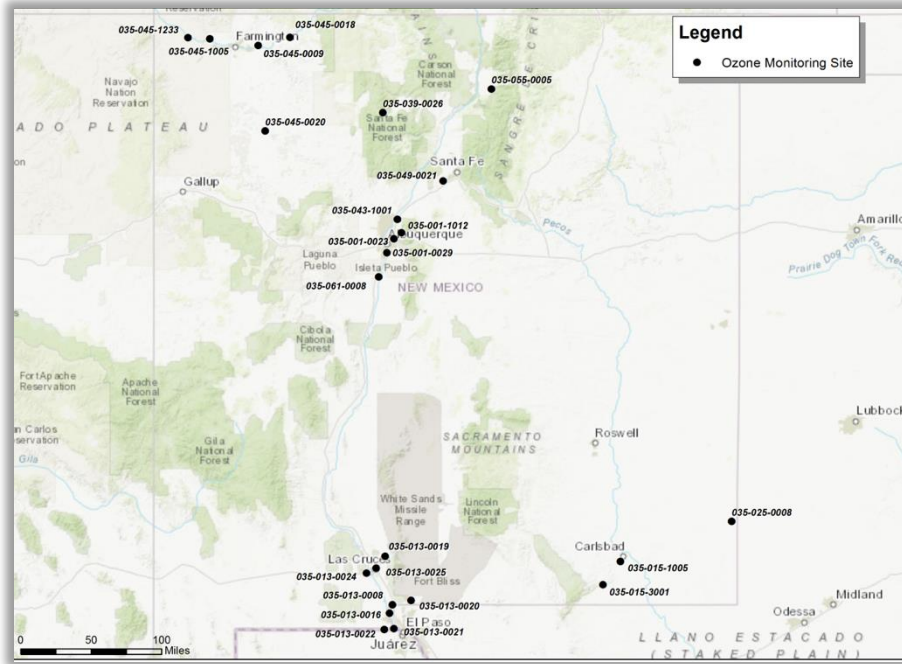 Reservation
035-045-1233
035-045-0018
Farmington
035-045-1005
035-045-0009
Legend
Ozone Monitoring Site
Carson
National
Forest
035-055-0005
Navajo
Nation
Reservation
035-039-0026
Santa Fe
National
Forest
SANGRE DE CRI
ADO PLATEAU
035-045-0020
Santa Fe
035-049-0021
Gallup
035-043-1001
035-001-1012
Albuquerque
035-001-0023
035-001-0029
Pecos
Amarillo
Prairie Dog Town Fork Red
Laguna
Pueblo
Isleta Pueblo
035-061-0008
NEW MEXICO
Cibola
National
Forest
Fort Apache
Reservation
Apache
National
Forest
Lubbock
an Carlos
servation
Gila
National
Forest
Gila
SACRAMENTO
MOUNTAINS
Roswell
White Sands
Missile
Range
Lincoln
National
Forest
035-025-0008
035-013-0019
Las Cruces
035-013-0025
035-013-0024
Fort Bliss
Carlsbad
035-015-1005
035-015-3001
035-013-0008
035-013-0020
035-013-0016
El Paso
035-013-0022
035-013-0021
Juárez
Midland
Odessa
LLANO ESTACADO
(STAKED PLAIN)
0 50 100
Miles